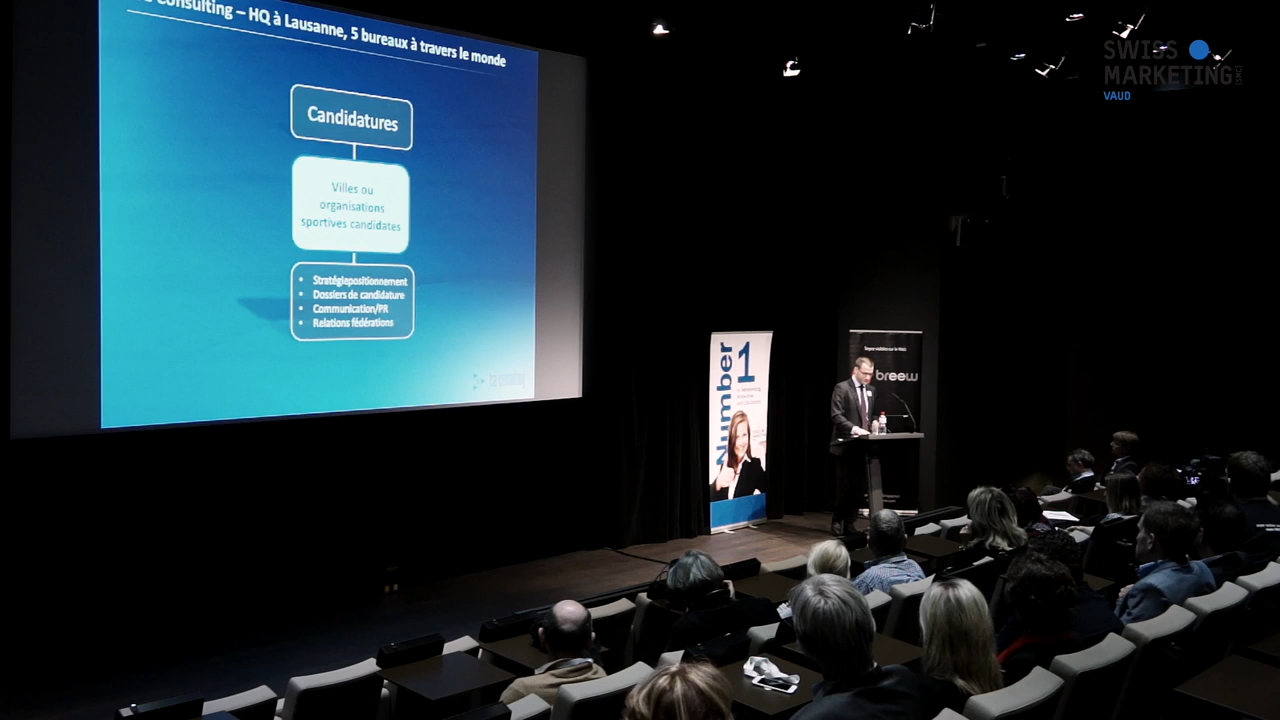 Consulting – HQ à Lausanne, 5 bureaux à travers le monde
Candidatures
Villes ou
organisations
sportives candidates
• Stratégiepositionnement
• Dossiers de candidature
• Communication/PR
• Relations fédérations
SWISS
MARKETING
VAUD
Number 1
breew